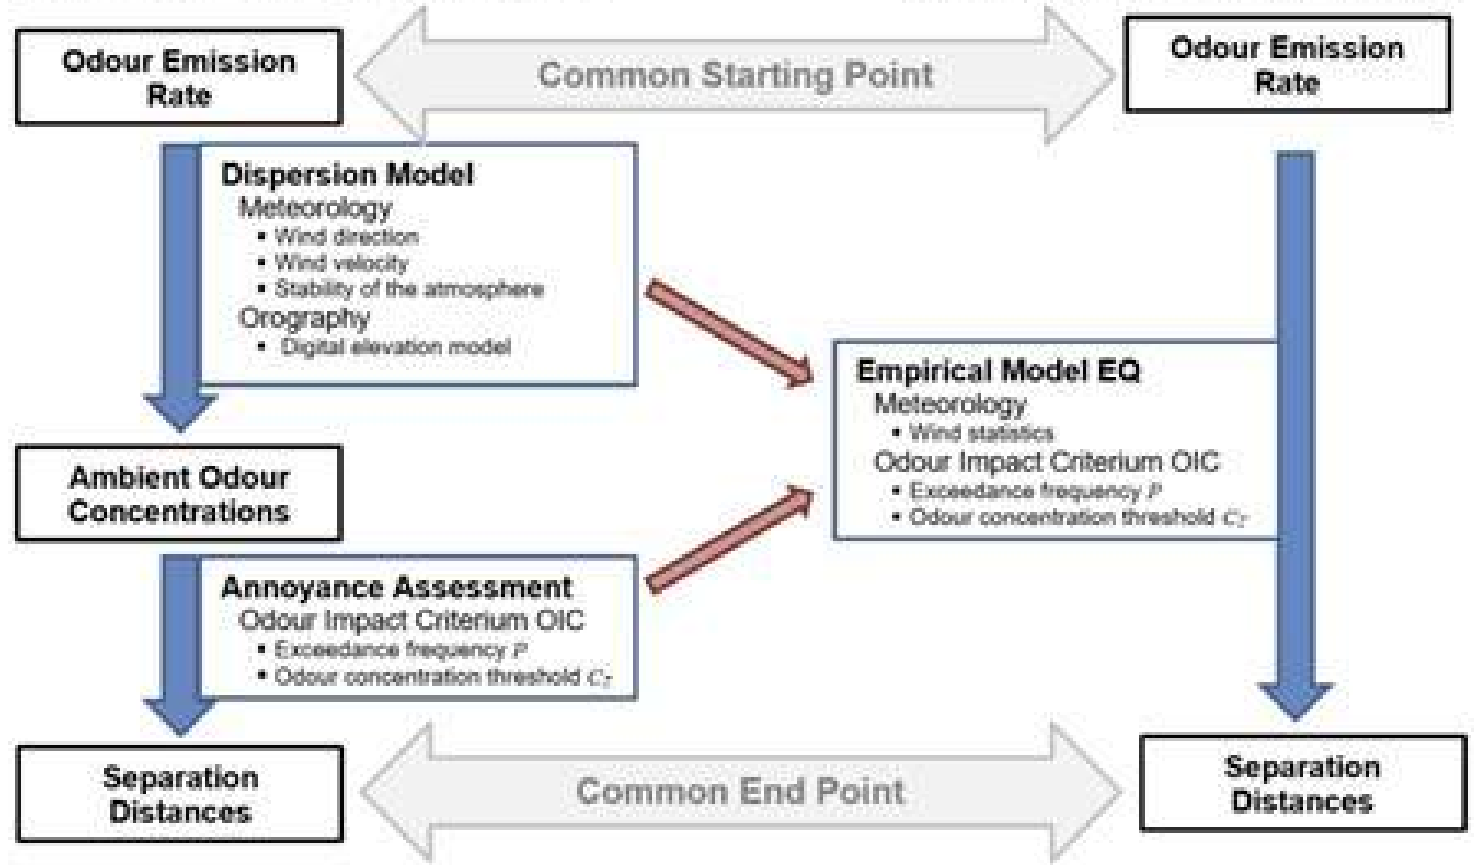 Odour Emission
Rate
Common Starting Point
Odour Emission
Rate
Dispersion Model
Meteorology
▪ Wind direction
▪ Wind velocity
▪ Stability of the atmosphere
Orography
▪ Digital elevation model
Empirical Model EQ
Meteorology
▪ Wind statistics
Odour Impact Criterium OIC
▪ Exceedance frequency P
▪ Odour concentration threshold C
Ambient Odour
Concentrations
Annoyance Assessment
Odour Impact Criterium OIC
▪ Exceedance frequency P
▪ Odour concentration threshold C
Separation
Distances
Common End Point
Separation
Distances